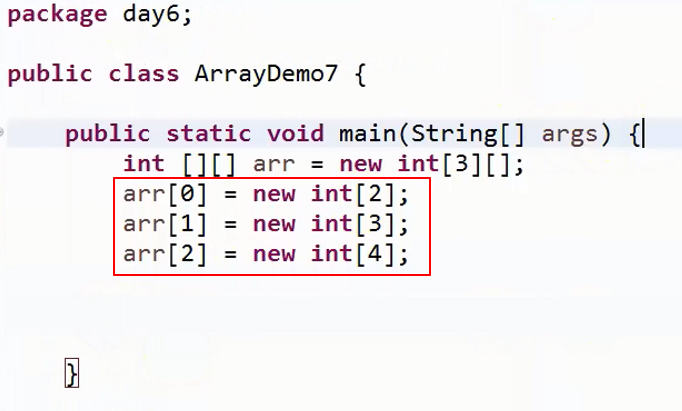 package day6;
public class ArrayDemo7 {
public static void main(String[] args) {
int [][] arr = new int[3][];
arr[0] = new int[2];
arr[1] = new int[3];
arr[2] = new int[4];
}